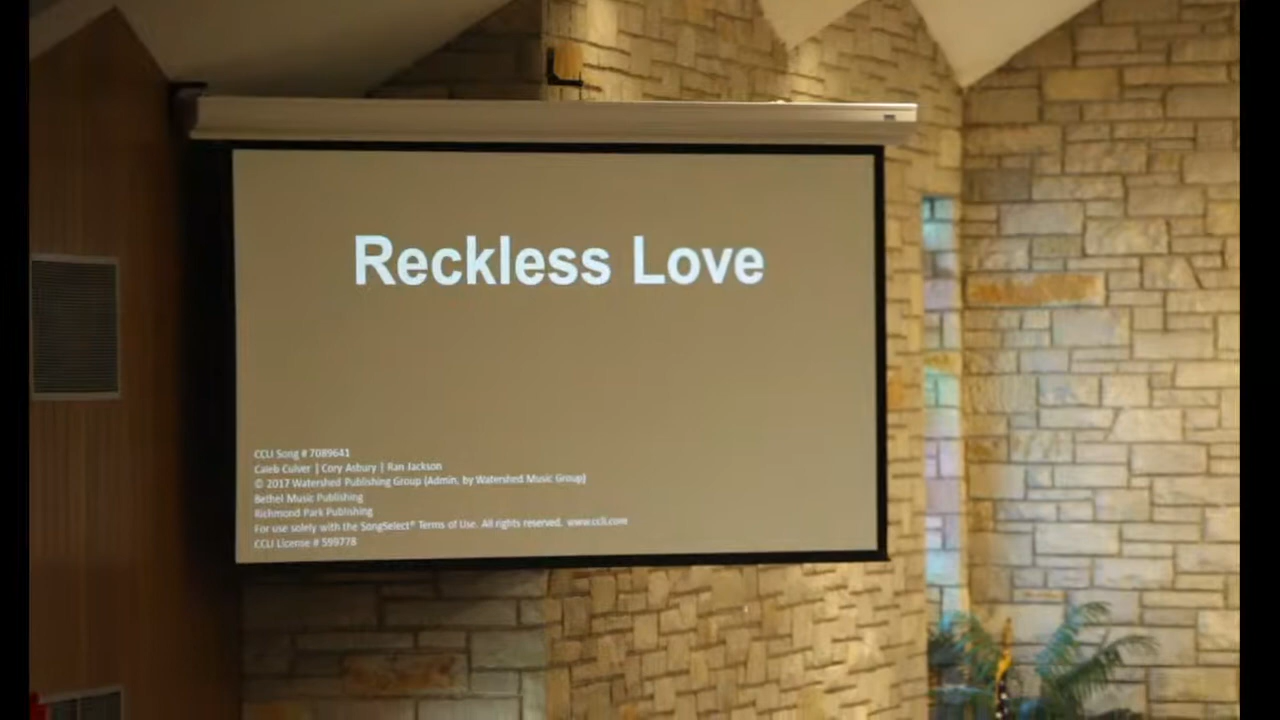 Reckless Love
CCLI Song # 7089641
Caleb Culver | Cory Asbury | Ran Jackson
© 2017 Watershed Publishing Group (Admin. by Watershed Music Group)
Bethel Music Publishing
Richmond Park Publishing
For use solely with the SongSelect® Terms of Use. All rights reserved. www.ccli.com
CCLI License # 599778